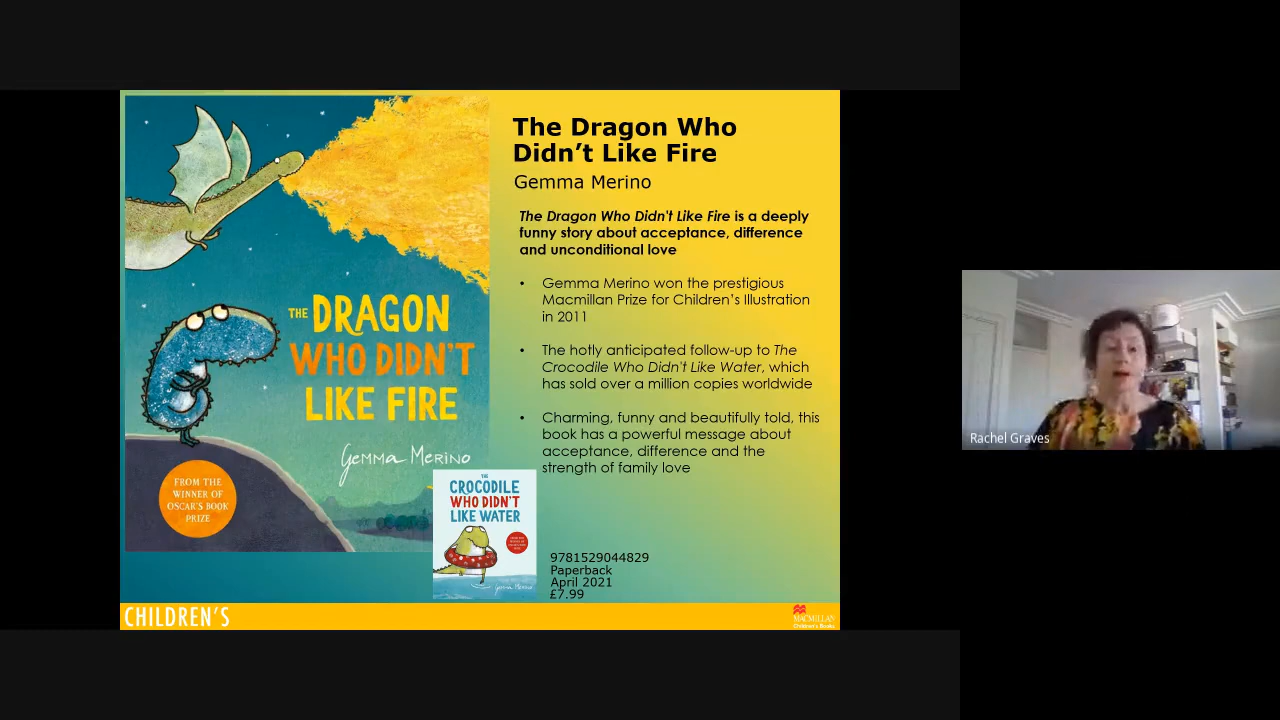 The Dragon Who
Didn't Like Fire
Gemma Merino
The Dragon Who Didn't Like Fire is a deeply
funny story about acceptance, difference
and unconditional love
• Gemma Merino won the prestigious
Macmillan Prize for Children's Illustration
in 2011
• The hotly anticipated follow-up to The
Crocodile Who Didn't Like Water, which
has sold over a million copies worldwide
• Charming, funny and beautifully told, this
book has a powerful message about
acceptance, difference and the
strength of family love
9781529044829
Paperback
April 2021
£7.99
THE DRAGON
WHO DIDN'T
LIKE FIRE
GEMMA MERINO
FROM THE
WINNER OF
OSCAR'S BOOK
PRIZE
THE
CROCODILE
WHO DIDN'T
LIKE WATER
Gemma Merino
CHILDREN'S
MACMILLAN
Children's Books
Rachel Graves